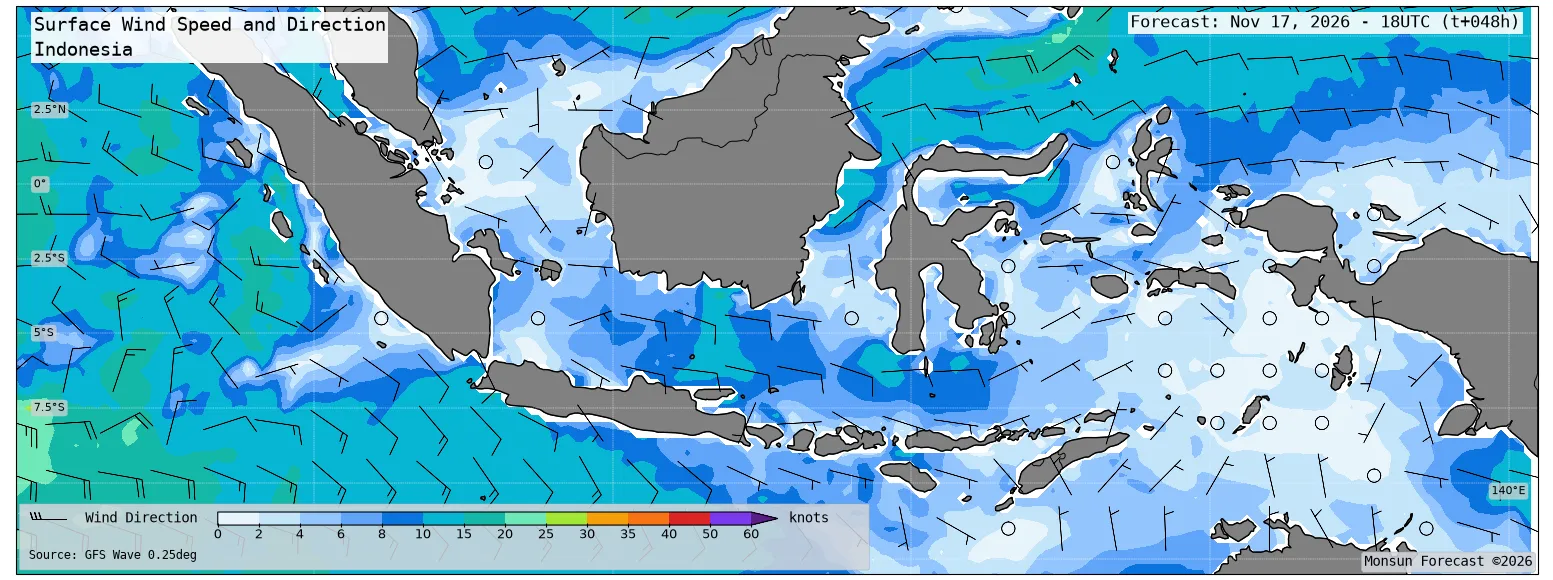 Surface Wind Speed and Direction
Indonesia
Forecast: Nov 17, 2026 - 18UTC (t+048h)
2.5°N
0°
2.5°S
5°S
7.5°S
140°E
Wind Direction
0 2 4 6 8 10 15 20 25 30 35 40 50 60
knots
Source: GFS Wave 0.25deg
Monsun Forecast ©2026